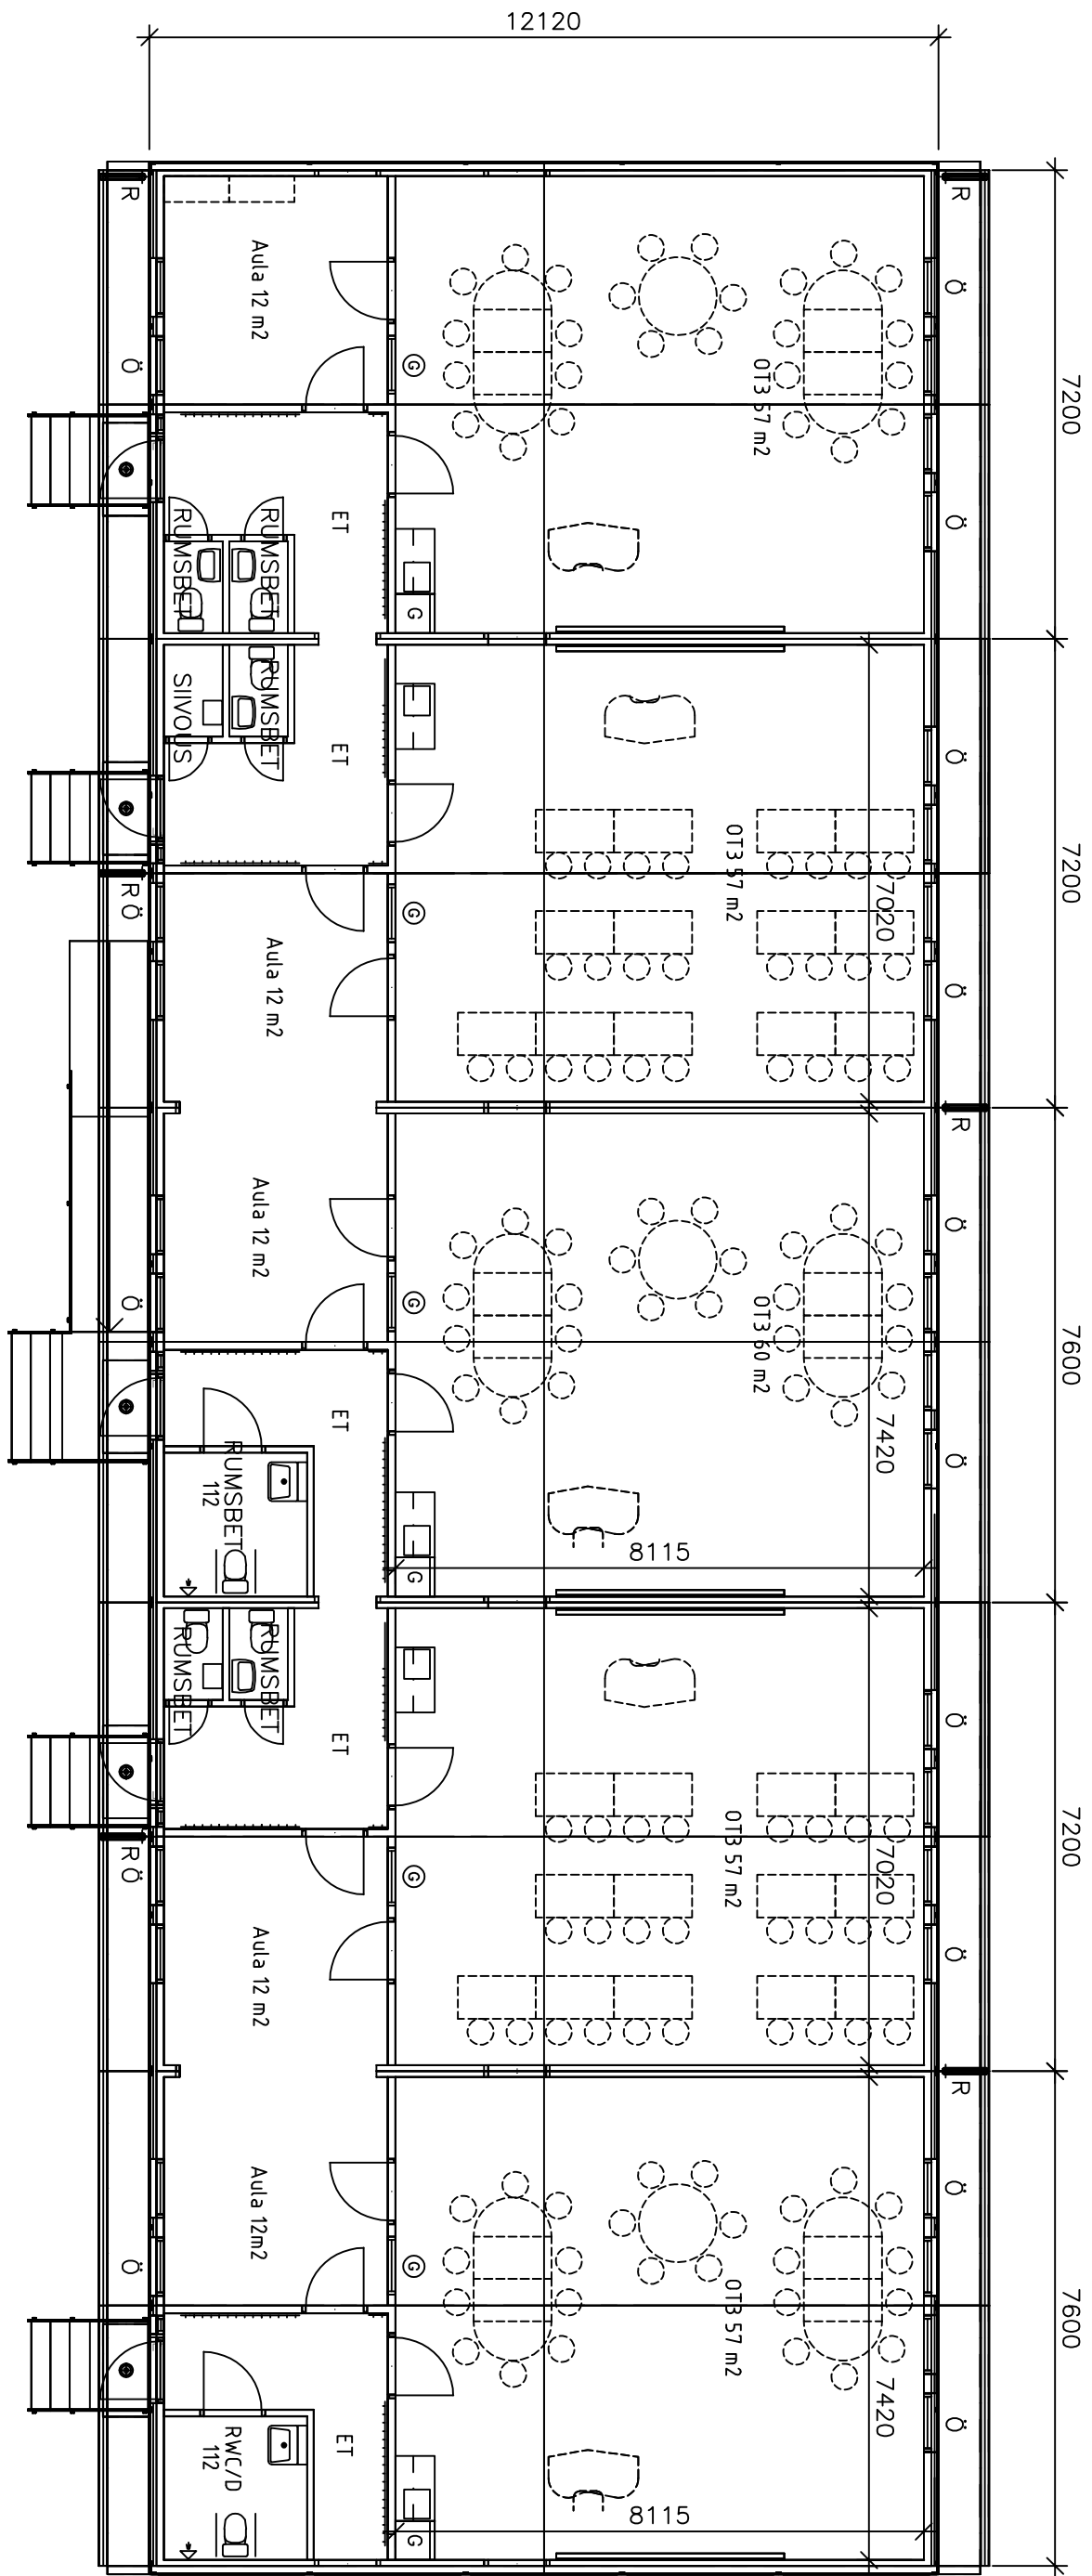 12120
7200
7200
7600
7200
7600
R
R
Ö
Ö
Ö
Ö
R
Ö
Ö
Ö
Ö
R
Ö
Ö
OT3 57 m2
OT3 57 m2
7020
OT3 60 m2
7420
8115
OT3 57 m2
7020
OT3 57 m2
7420
8115
G
G
G
G
G
G
G
G
Aula 12 m2
ET
RUMSBET
RUMSBET
ET
RUMSBET
SIIVOUS
Aula 12 m2
Aula 12 m2
ET
RUMSBET
112
ET
RUMSBET
RUMSBET
Aula 12 m2
Aula 12m2
ET
RWC/D
112
Ö
RÖ
Ö
RÖ
Ö